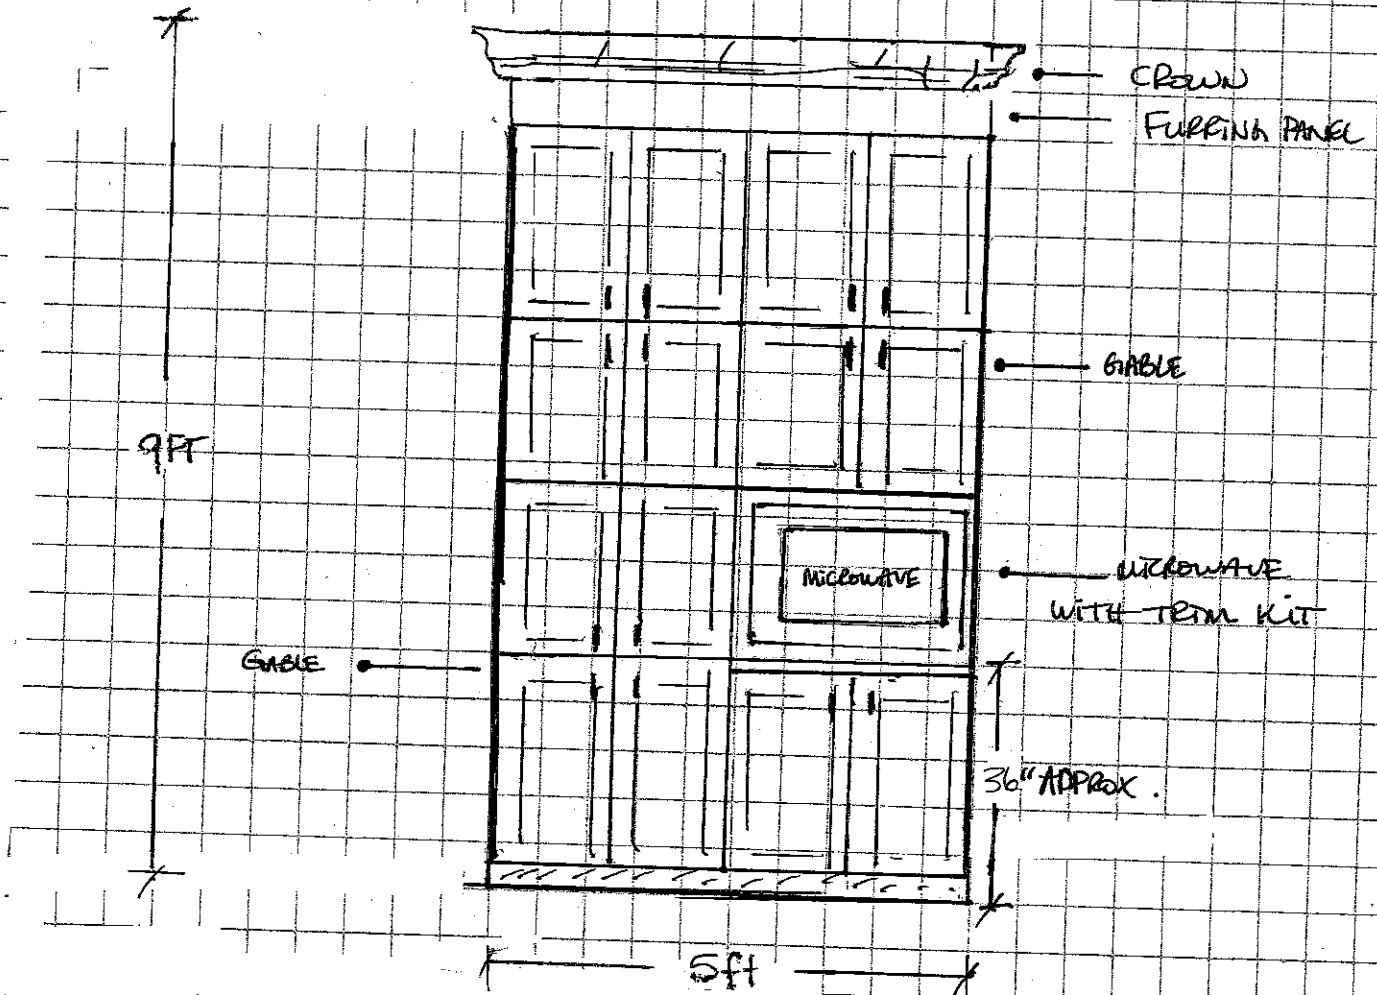 CROWN
FURRING PANEL
GABLE
9FT
MICROWAVE
MICROWAVE
WITH TRIM KIT
GABLE
36" APPROX.
5ft